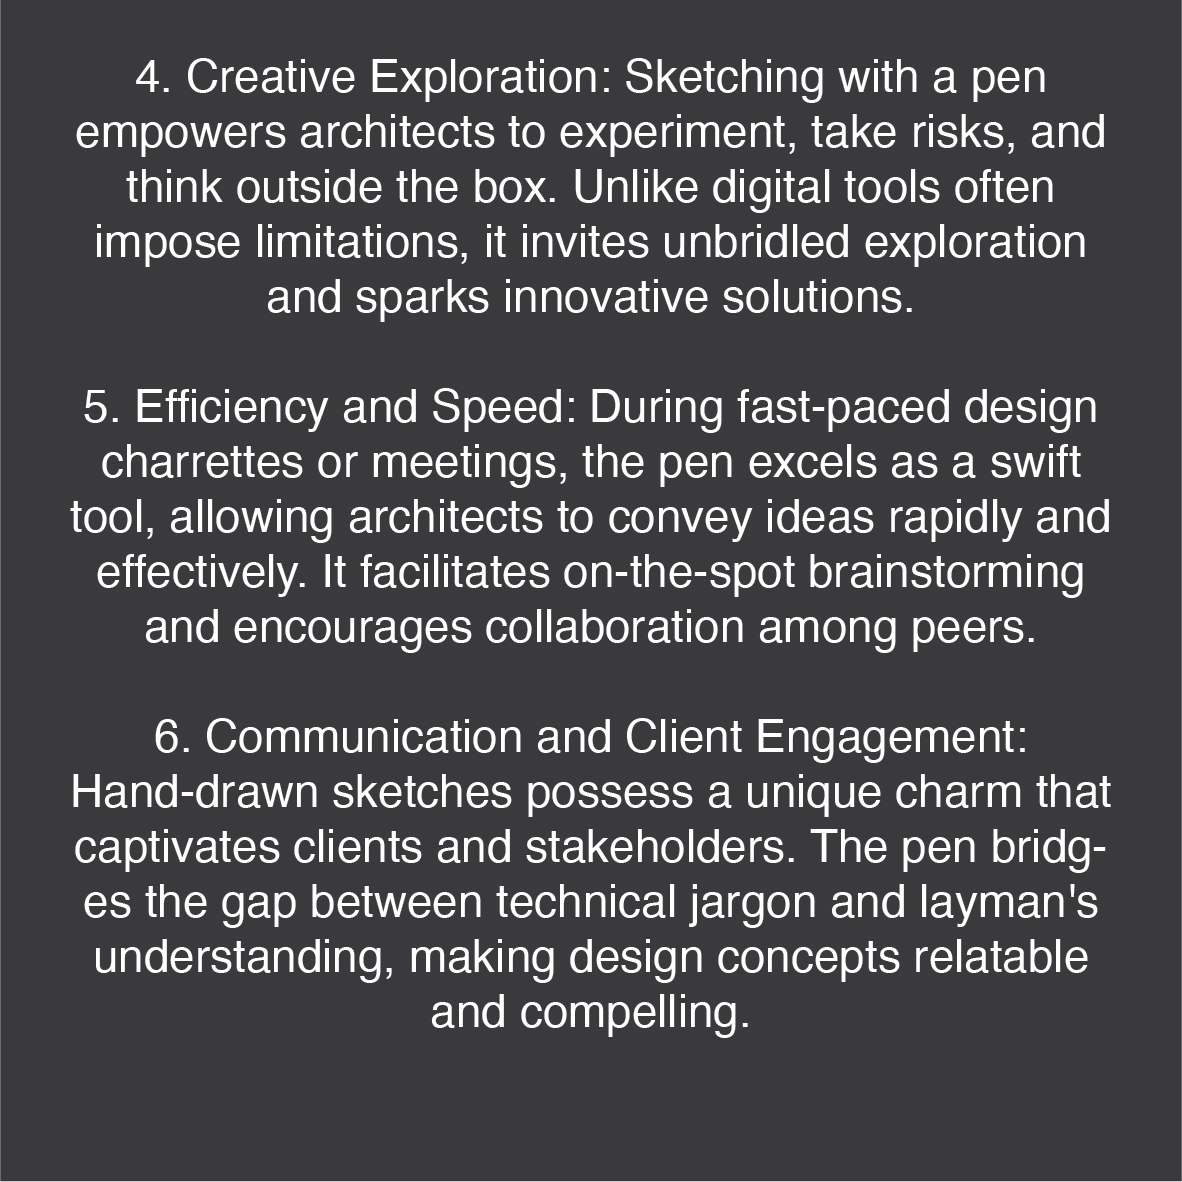 4. Creative Exploration: Sketching with a pen
empowers architects to experiment, take risks, and
think outside the box. Unlike digital tools often
impose limitations, it invites unbridled exploration
and sparks innovative solutions.
5. Efficiency and Speed: During fast-paced design
charrettes or meetings, the pen excels as a swift
tool, allowing architects to convey ideas rapidly and
effectively. It facilitates on-the-spot brainstorming
and encourages collaboration among peers.
6. Communication and Client Engagement:
Hand-drawn sketches possess a unique charm that
captivates clients and stakeholders. The pen bridg-
es the gap between technical jargon and layman's
understanding, making design concepts relatable
and compelling.